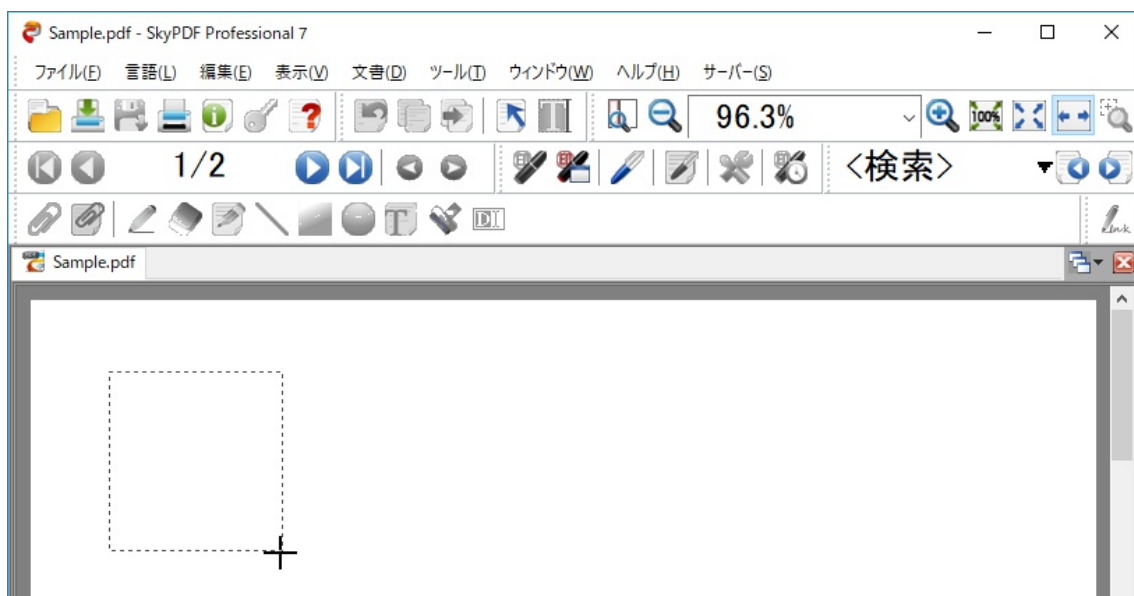 Sample.pdf - SkyPDF Professional 7
ファイル(F) 言語(L) 編集(E) 表示(V) 文書(D) ツール(T) ウィンドウ(W) ヘルプ(H) サーバー(S)
96.3% 100%
1/2 <検索>
T D Link
Sample.pdf